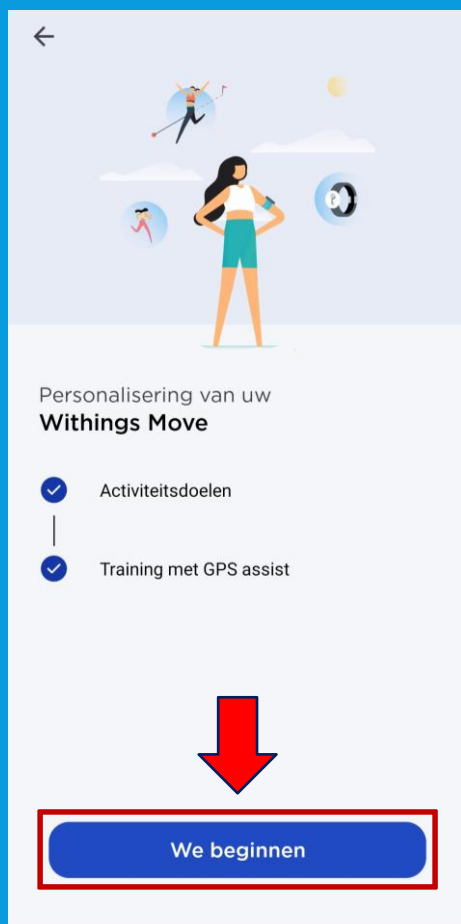 Personalisering van uw
Withings Move
Activiteitsdoelen
Training met GPS assist
We beginnen